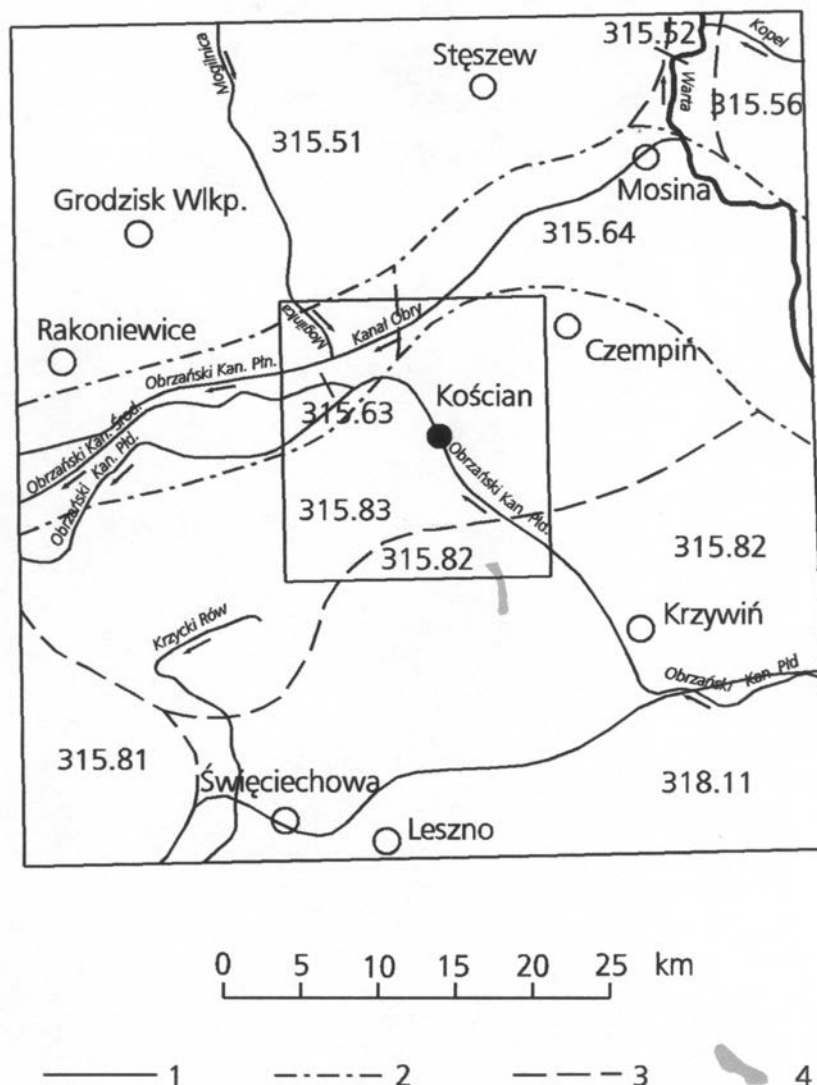 315.52
Kopel
Mogilnica
Stęszew
Warta
315.56
315.51
Mosina
Grodzisk Wlkp.
315.64
Rakoniewice
Mogilnica
Kanał Obry
Czempiń
Obrzański Kan. Płn.
Kościan
315.63
Obrzański Kan. Środ.
Obrzański Kan. Płd.
Obrzański Kan. Płd.
315.83
315.82
315.82
Krzywiń
Krzycki Rów
Obrzański Kan. Płd
315.81
Święciechowa
318.11
Leszno
0 5 10 15 20 25 km
1 2 3 4